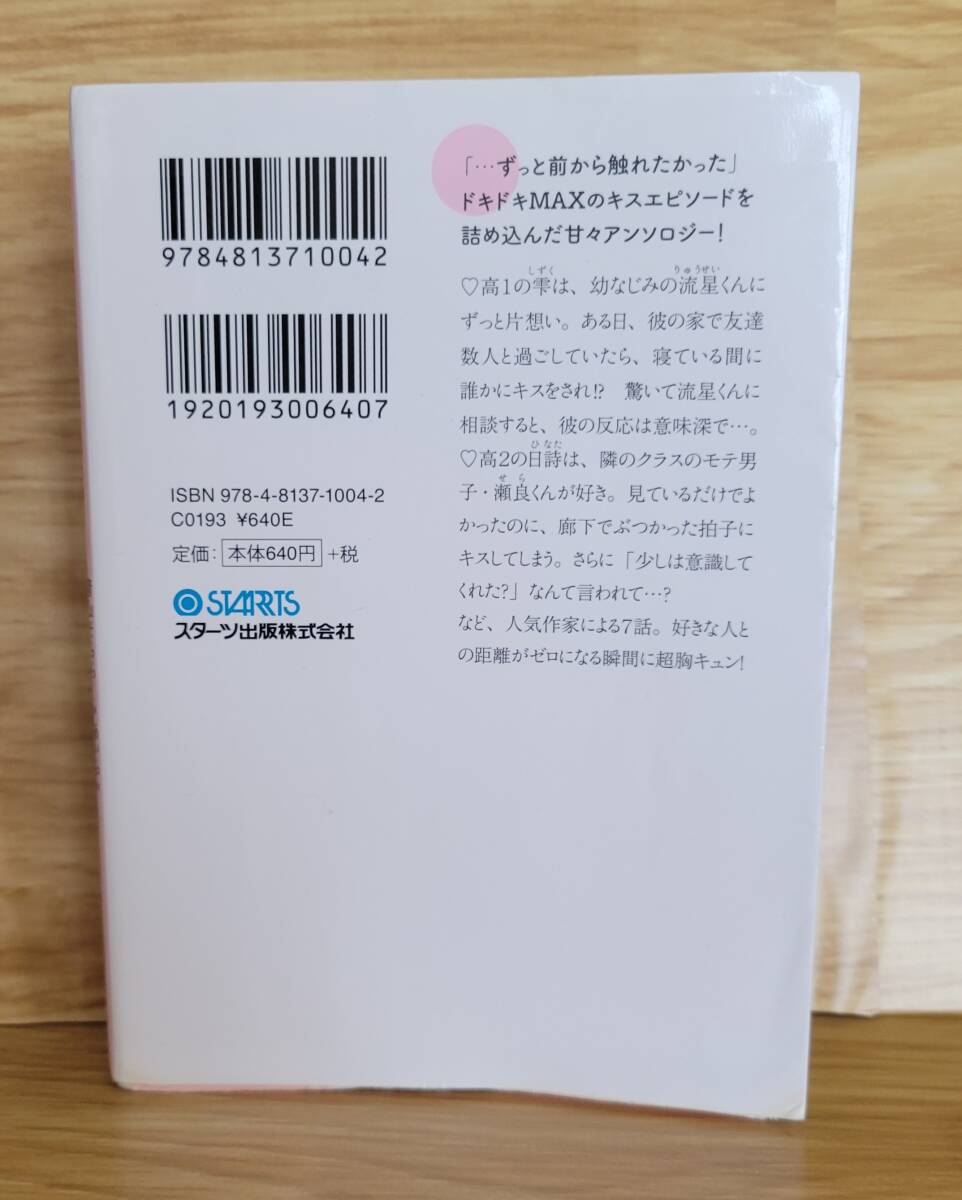 9784813710042
1920193006407
ISBN 978-4-8137-1004-2
C0193 ¥640E
定価: 本体640円 +税
STARTS
スターツ出版株式会社
「…ずっと前から触れたかった」
ドキドキMAXのキスエピソードを
詰め込んだ甘々アンソロジー!
しずく りゅうせい
♡高1の雫は、幼なじみの流星くんに
ずっと片想い。ある日、彼の家で友達
数人と過ごしていたら、寝ている間に
誰かにキスをされ!? 驚いて流星くんに
相談すると、彼の反応は意味深で…。
ひなた
♡高2の日詩は、隣のクラスのモテ男
せら
子・瀬良くんが好き。見ているだけでよ
かったのに、廊下でぶつかった拍子に
キスしてしまう。さらに「少しは意識して
くれた?」なんて言われて…?
など、人気作家による7話。好きな人と
の距離がゼロになる瞬間に超胸キュン!